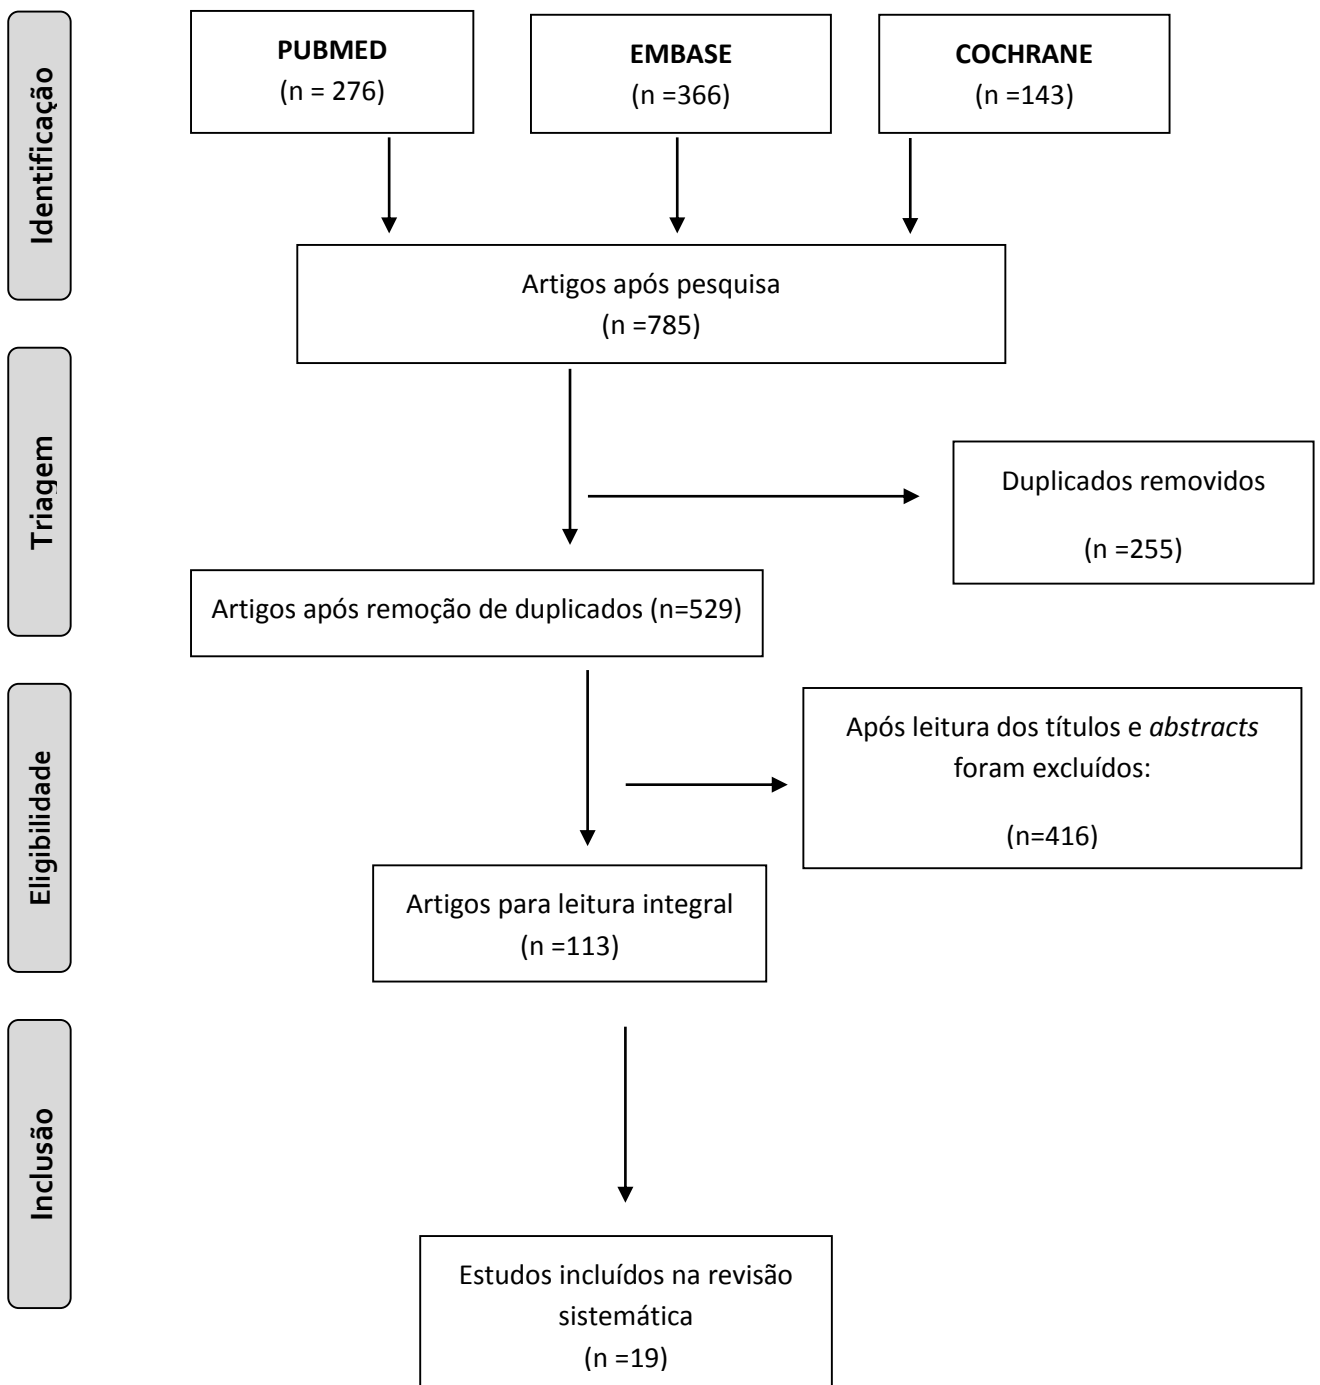 Identificação
PUBMED
(n = 276)
EMBASE
(n =366)
COCHRANE
(n =143)
Artigos após pesquisa
(n =785)
Triagem
Duplicados removidos
(n =255)
Artigos após remoção de duplicados (n=529)
Eligibilidade
Após leitura dos títulos e abstracts
foram excluídos:
(n=416)
Artigos para leitura integral
(n =113)
Inclusão
Estudos incluídos na revisão
sistemática
(n =19)